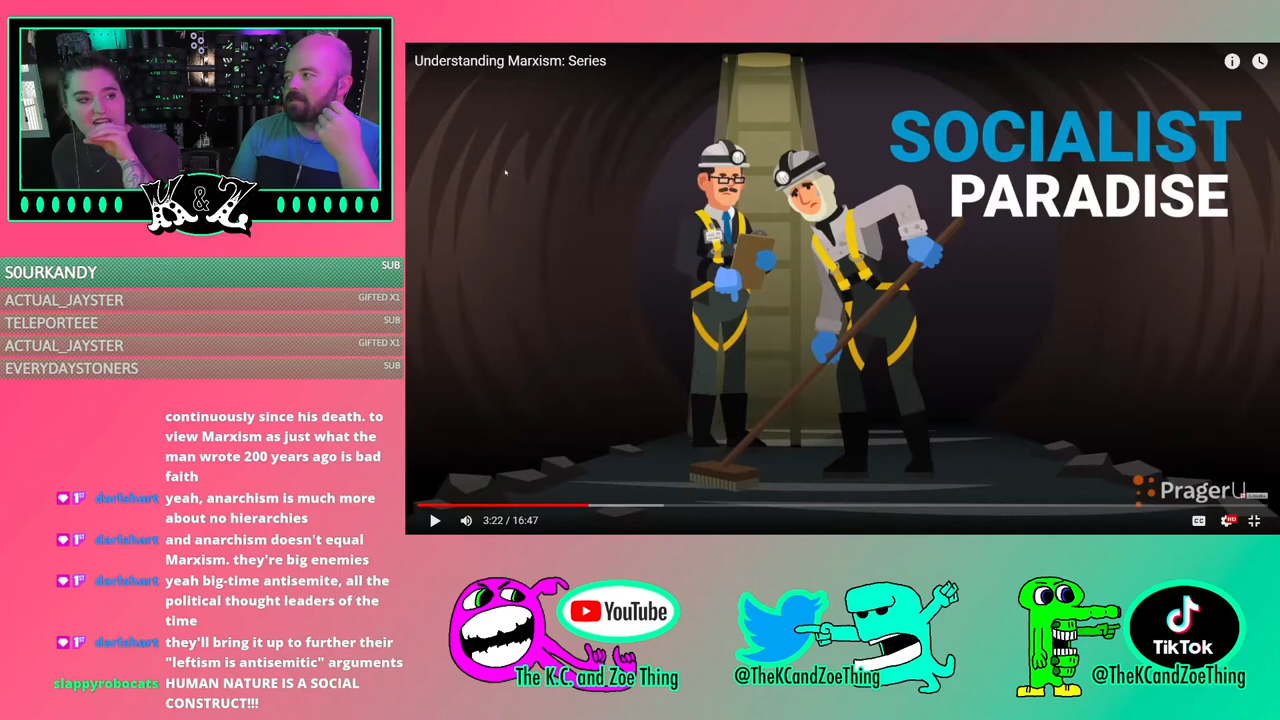 K & Z
S0URKANDY SUB
ACTUAL_JAYSTER GIFTED X1
TELEPORTEEE SUB
ACTUAL_JAYSTER GIFTED X1
EVERYDAYSTONERS SUB
continuously since his death. to
view Marxism as just what the
man wrote 200 years ago is bad
faith
yeah, anarchism is much more
about no hierarchies
and anarchism doesn't equal
Marxism. they're big enemies
yeah big-time antisemite, all the
political thought leaders of the
time
they'll bring it up to further their
"leftism is antisemitic" arguments
slappyrobocats HUMAN NATURE IS A SOCIAL
CONSTRUCT!!!
Understanding Marxism: Series
SOCIALIST
PARADISE
PragerU
3:22 / 16:47
CC
HD
YouTube
The K.C. and Zoe Thing
@TheKCandZoeThing
TikTok
@TheKCandZoeThing